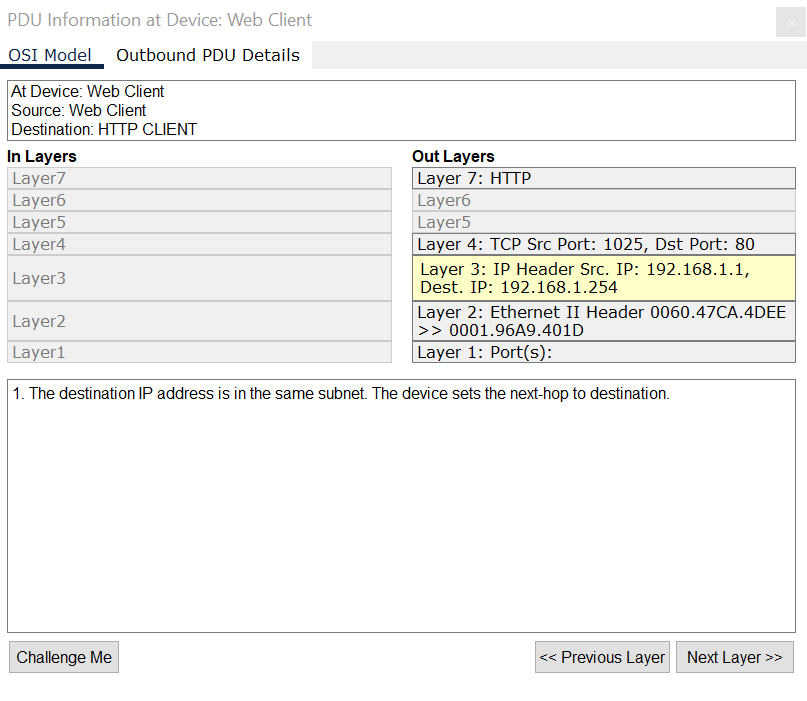 PDU Information at Device: Web Client
×
OSI Model Outbound PDU Details
At Device: Web Client
Source: Web Client
Destination: HTTP CLIENT
In Layers
Layer7
Layer6
Layer5
Layer4
Layer3
Layer2
Layer1
Out Layers
Layer 7: HTTP
Layer6
Layer5
Layer 4: TCP Src Port: 1025, Dst Port: 80
Layer 3: IP Header Src. IP: 192.168.1.1,
Dest. IP: 192.168.1.254
Layer 2: Ethernet II Header 0060.47CA.4DEE
>> 0001.96A9.401D
Layer 1: Port(s):
1. The destination IP address is in the same subnet. The device sets the next-hop to destination.
Challenge Me
<< Previous Layer
Next Layer >>